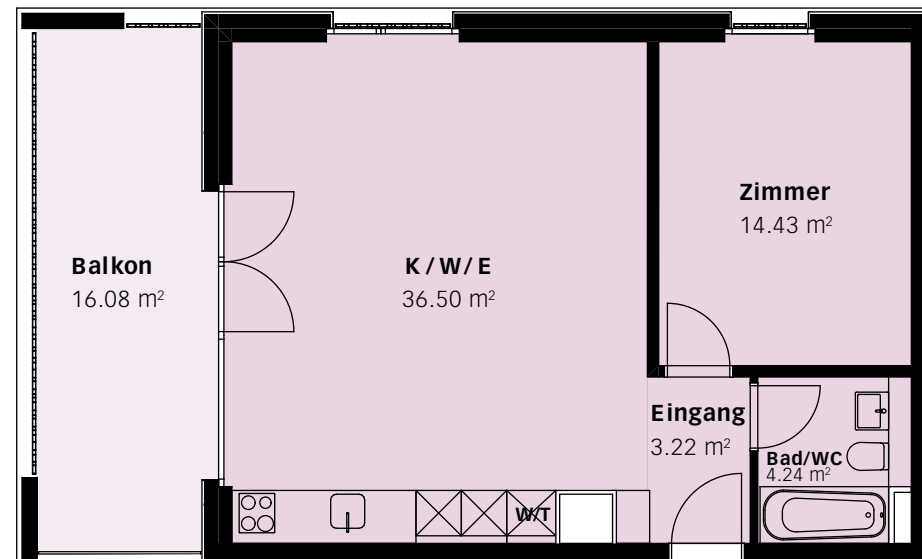 Zimmer
14.43 m²
Balkon
16.08 m²
K / W / E
36.50 m²
Eingang
3.22 m²
Bad/WC
4.24 m²
W/T